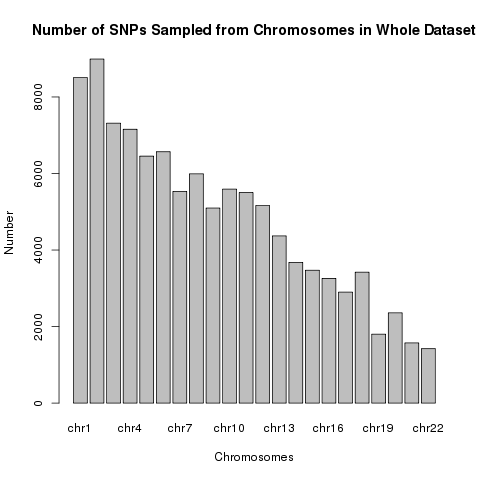 Number of SNPs Sampled from Chromosomes in Whole Dataset
8000
6000
4000
2000
0
Number
chr1 chr4 chr7 chr10 chr13 chr16 chr19 chr22
Chromosomes